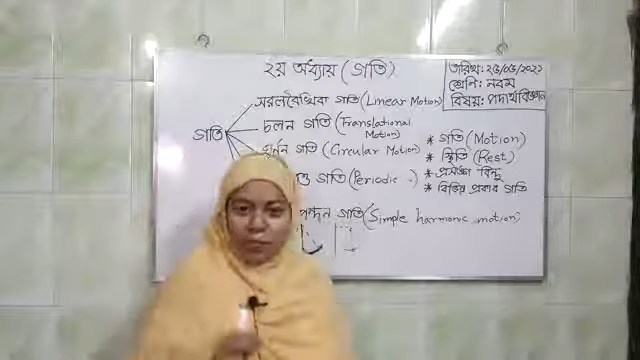 ২য় অধ্যায় (গতি)
তারিখ: ২৫/০৫/২০২১
শ্রেণি: নবম
বিষয়: পদার্থবিজ্ঞান
গতি
সরলরৈখিক গতি (Linear Motion)
চলন গতি (Translational Motion)
ঘূর্ণন গতি (Circular Motion)
গতি (Periodic
স্পন্দন গতি (Simple harmonic motion)
* গতি (Motion)
* স্থিতি (Rest)
* প্রসঙ্গ বিন্দু
* বিভিন্ন প্রকার গতি